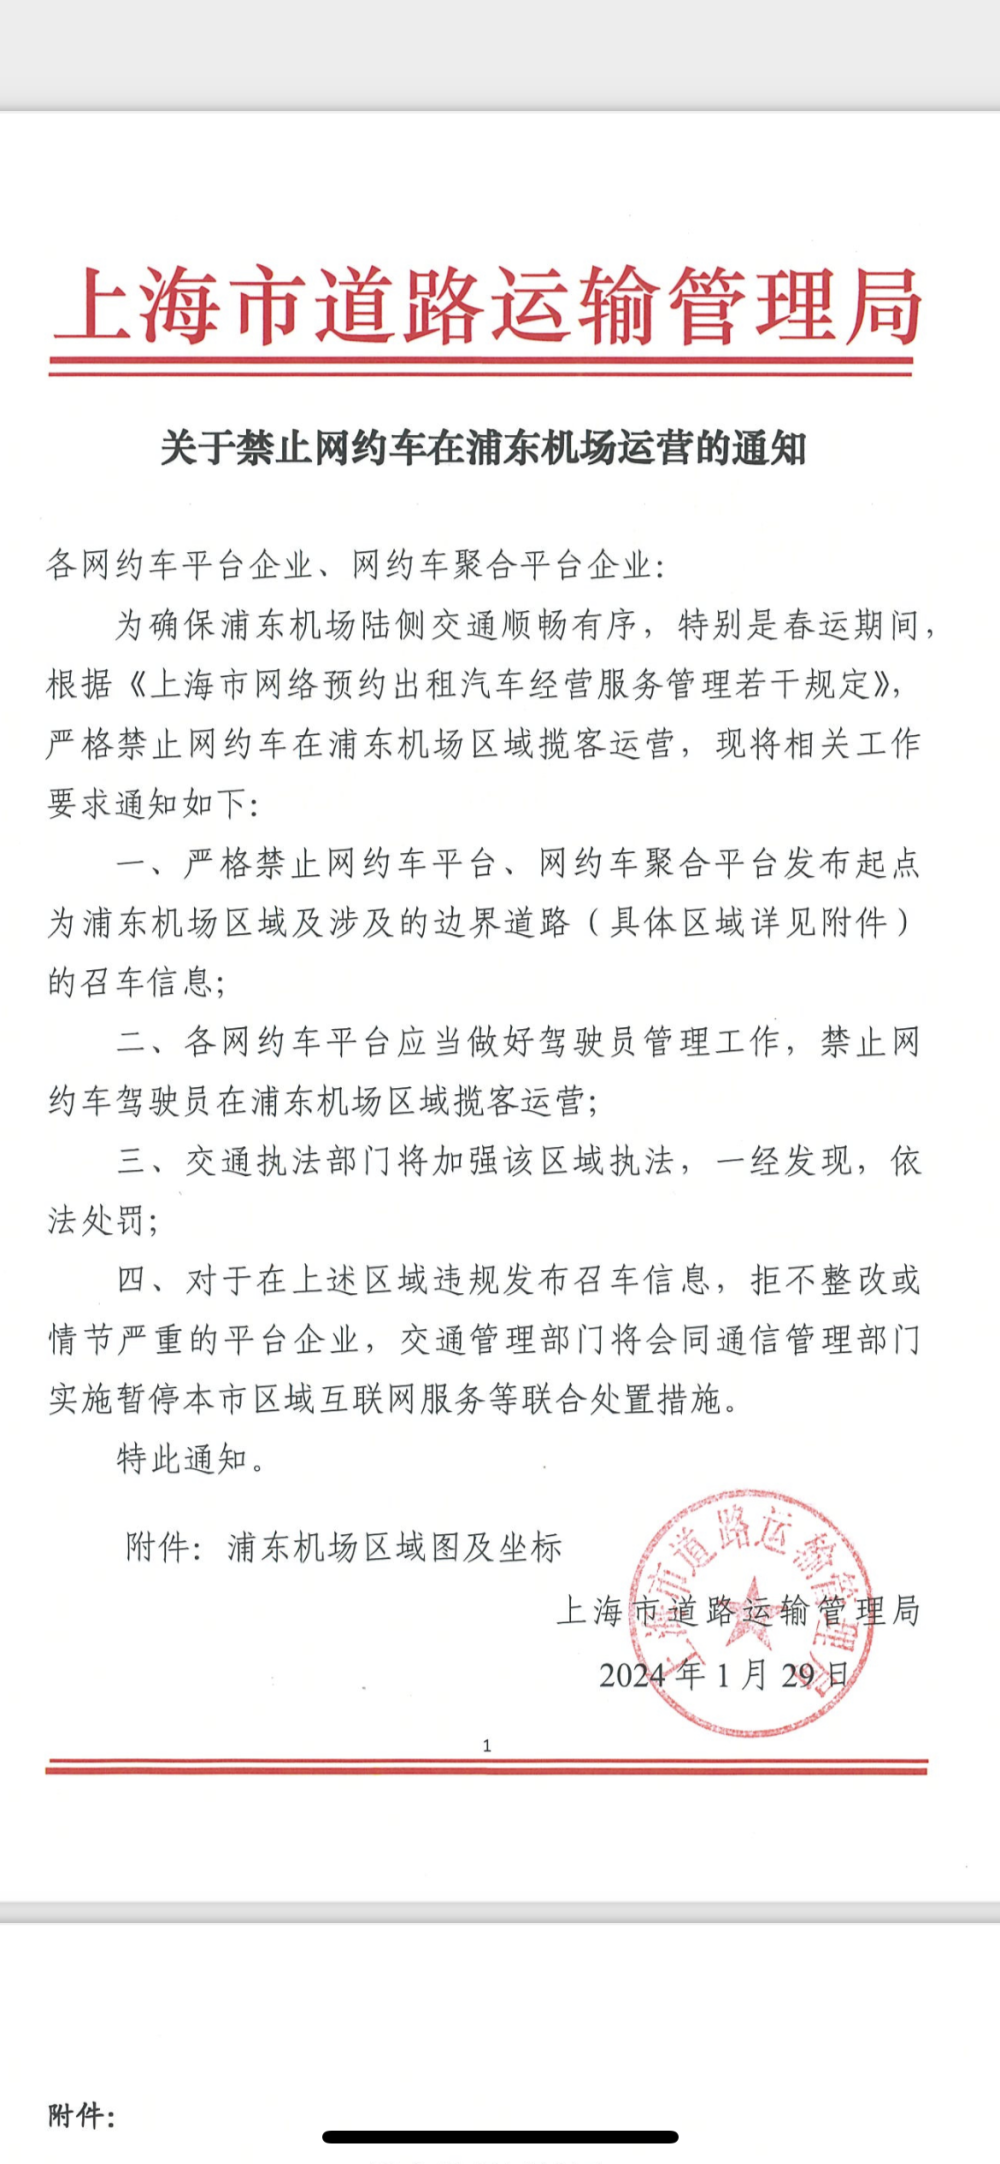 上海市道路运输管理局
关于禁止网约车在浦东机场运营的通知
各网约车平台企业、网约车聚合平台企业：
为确保浦东机场陆侧交通顺畅有序，特别是春运期间，
根据《上海市网络预约出租汽车经营服务管理若干规定》，
严格禁止网约车在浦东机场区域揽客运营，现将相关工作
要求通知如下：
一、严格禁止网约车平台、网约车聚合平台发布起点
为浦东机场区域及涉及的边界道路（具体区域详见附件）
的召车信息；
二、各网约车平台应当做好驾驶员管理工作，禁止网
约车驾驶员在浦东机场区域揽客运营；
三、交通执法部门将加强该区域执法，一经发现，依
法处罚；
四、对于在上述区域违规发布召车信息，拒不整改或
情节严重的平台企业，交通管理部门将会同通信管理部门
实施暂停本市区域互联网服务等联合处置措施。
特此通知。
附件：浦东机场区域图及坐标
上海市道路运输管理局
上海市道路运输管理局
2024年1月29日
1
附件：